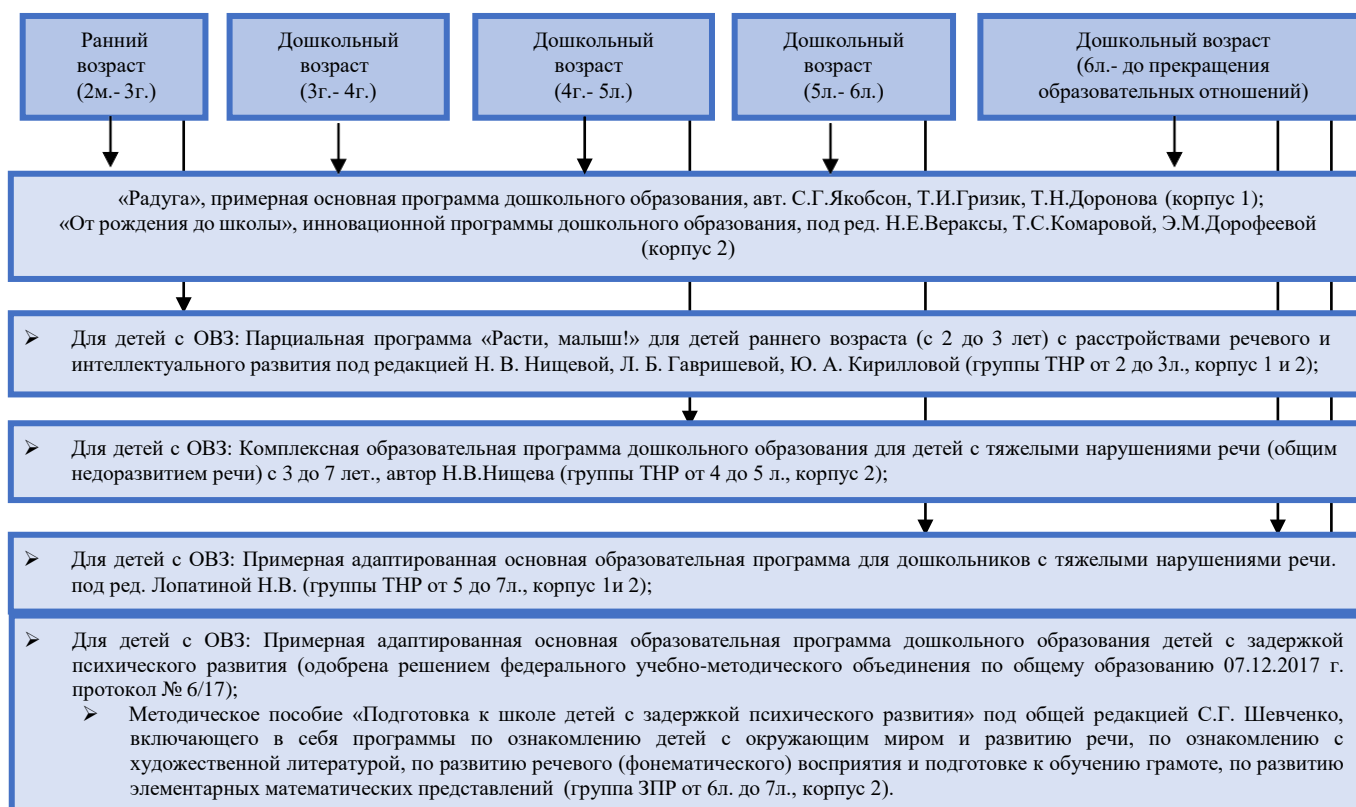 Ранний
возраст
(2м.- 3г.)
Дошкольный
возраст
(3г.- 4г.)
Дошкольный
возраст
(4г.- 5л.)
Дошкольный
возраст
(5л.- 6л.)
Дошкольный возраст
(6л.- до прекращения
образовательных отношений)
«Радуга», примерная основная программа дошкольного образования, авт. С.Г.Якобсон, Т.И.Гризик, Т.Н.Доронова (корпус 1);
«От рождения до школы», инновационной программы дошкольного образования, под ред. Н.Е.Вераксы, Т.С.Комаровой, Э.М.Дорофеевой
(корпус 2)
➢ Для детей с ОВЗ: Парциальная программа «Расти, малыш!» для детей раннего возраста (с 2 до 3 лет) с расстройствами речевого и
интеллектуального развития под редакцией Н. В. Нищевой, Л. Б. Гавришевой, Ю. А. Кирилловой (группы ТНР от 2 до 3л., корпус 1 и 2);
➢ Для детей с ОВЗ: Комплексная образовательная программа дошкольного образования для детей с тяжелыми нарушениями речи (общим
недоразвитием речи) с 3 до 7 лет., автор Н.В.Нищева (группы ТНР от 4 до 5 л., корпус 2);
➢ Для детей с ОВЗ: Примерная адаптированная основная образовательная программа для дошкольников с тяжелыми нарушениями речи.
под ред. Лопатиной Н.В. (группы ТНР от 5 до 7л., корпус 1и 2);
➢ Для детей с ОВЗ: Примерная адаптированная основная образовательная программа дошкольного образования детей с задержкой
психического развития (одобрена решением федерального учебно-методического объединения по общему образованию 07.12.2017 г.
протокол № 6/17);
➢ Методическое пособие «Подготовка к школе детей с задержкой психического развития» под общей редакцией С.Г. Шевченко,
включающего в себя программы по ознакомлению детей с окружающим миром и развитию речи, по ознакомлению с
художественной литературой, по развитию речевого (фонематического) восприятия и подготовке к обучению грамоте, по развитию
элементарных математических представлений (группа ЗПР от 6л. до 7л., корпус 2).